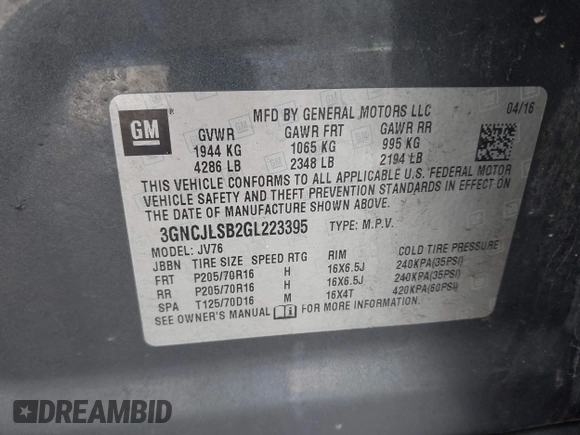 GM
MFD BY GENERAL MOTORS LLC 04/16
GVWR GAWR FRT GAWR RR
1944 KG 1065 KG 995 KG
4286 LB 2348 LB 2194 LB
THIS VEHICLE CONFORMS TO ALL APPLICABLE U.S. FEDERAL MOTOR
VEHICLE SAFETY AND THEFT PREVENTION STANDARDS IN EFFECT ON
THE DATE OF MANUFACTURE SHOWN ABOVE.
3GNCJLSB2GL223395 TYPE: M.P.V.
MODEL: JV76
JBBN TIRE SIZE SPEED RTG RIM COLD TIRE PRESSURE
FRT P205/70R16 H 16X6.5J 240KPA(35PSI)
RR P205/70R16 H 16X6.5J 240KPA(35PSI)
SPA T125/70D16 M 16X4T 420KPA(60PSI)
SEE OWNER'S MANUAL FOR MORE INFORMATION.
DREAMBID